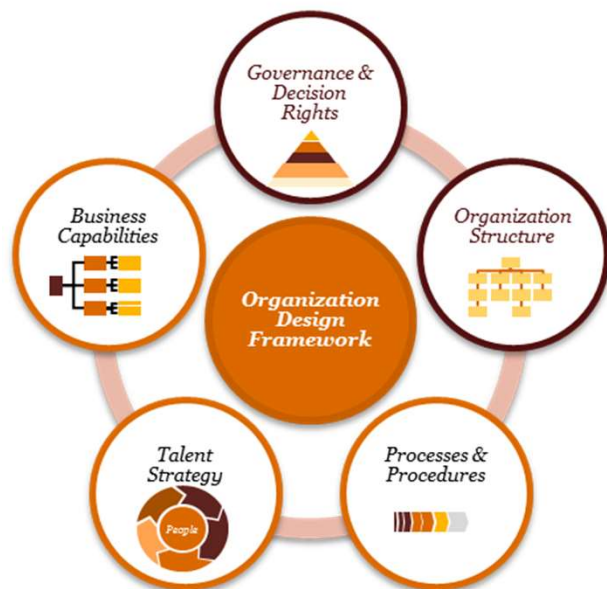 Governance &
Decision
Rights
Business
Capabilities
Organization
Structure
Organization
Design
Framework
Talent
Strategy
People
Processes &
Procedures